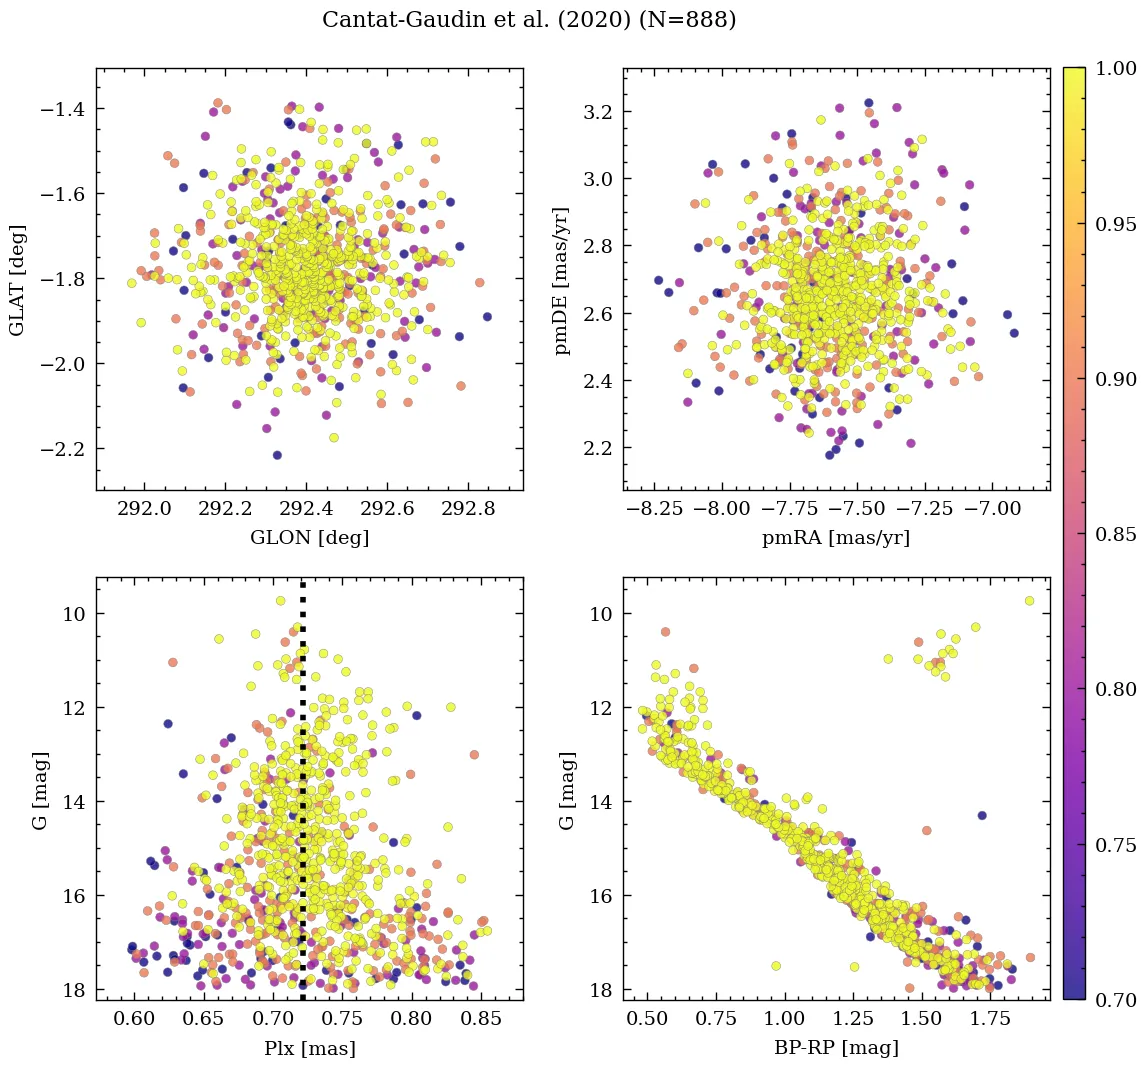 Cantat-Gaudin et al. (2020) (N=888)
−1.4
−1.6
−1.8
−2.0
−2.2
GLAT [deg]
292.0 292.2 292.4 292.6 292.8
GLON [deg]
3.2
3.0
2.8
2.6
2.4
2.2
pmDE [mas/yr]
−8.25 −8.00 −7.75 −7.50 −7.25 −7.00
pmRA [mas/yr]
10
12
14
16
18
G [mag]
0.60 0.65 0.70 0.75 0.80 0.85
Plx [mas]
10
12
14
16
18
G [mag]
0.50 0.75 1.00 1.25 1.50 1.75
BP-RP [mag]
1.00
0.95
0.90
0.85
0.80
0.75
0.70